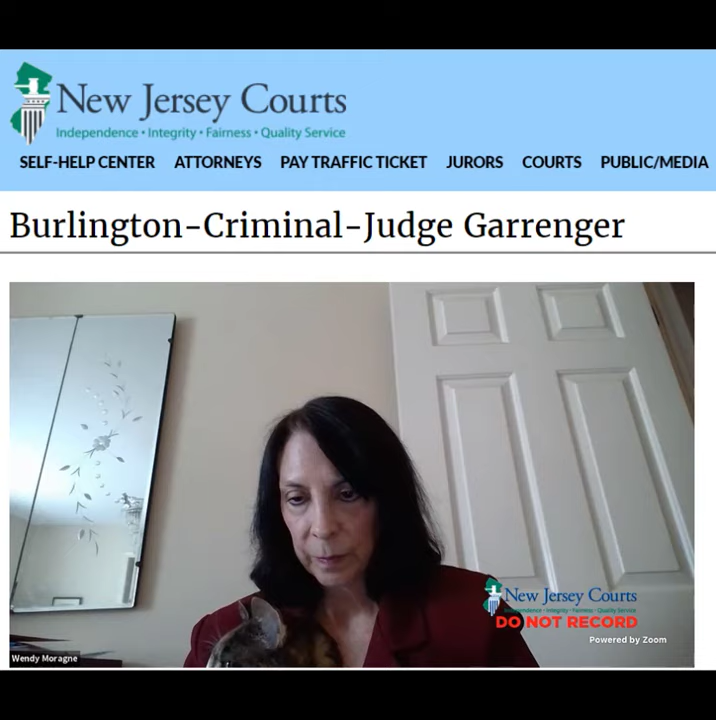 New Jersey Courts
Independence • Integrity • Fairness • Quality Service
SELF-HELP CENTER ATTORNEYS PAY TRAFFIC TICKET JURORS COURTS PUBLIC/MEDIA
Burlington-Criminal-Judge Garrenger
New Jersey Courts
Independence • Integrity • Fairness • Quality Service
DO NOT RECORD
Powered by Zoom
Wendy Moragne